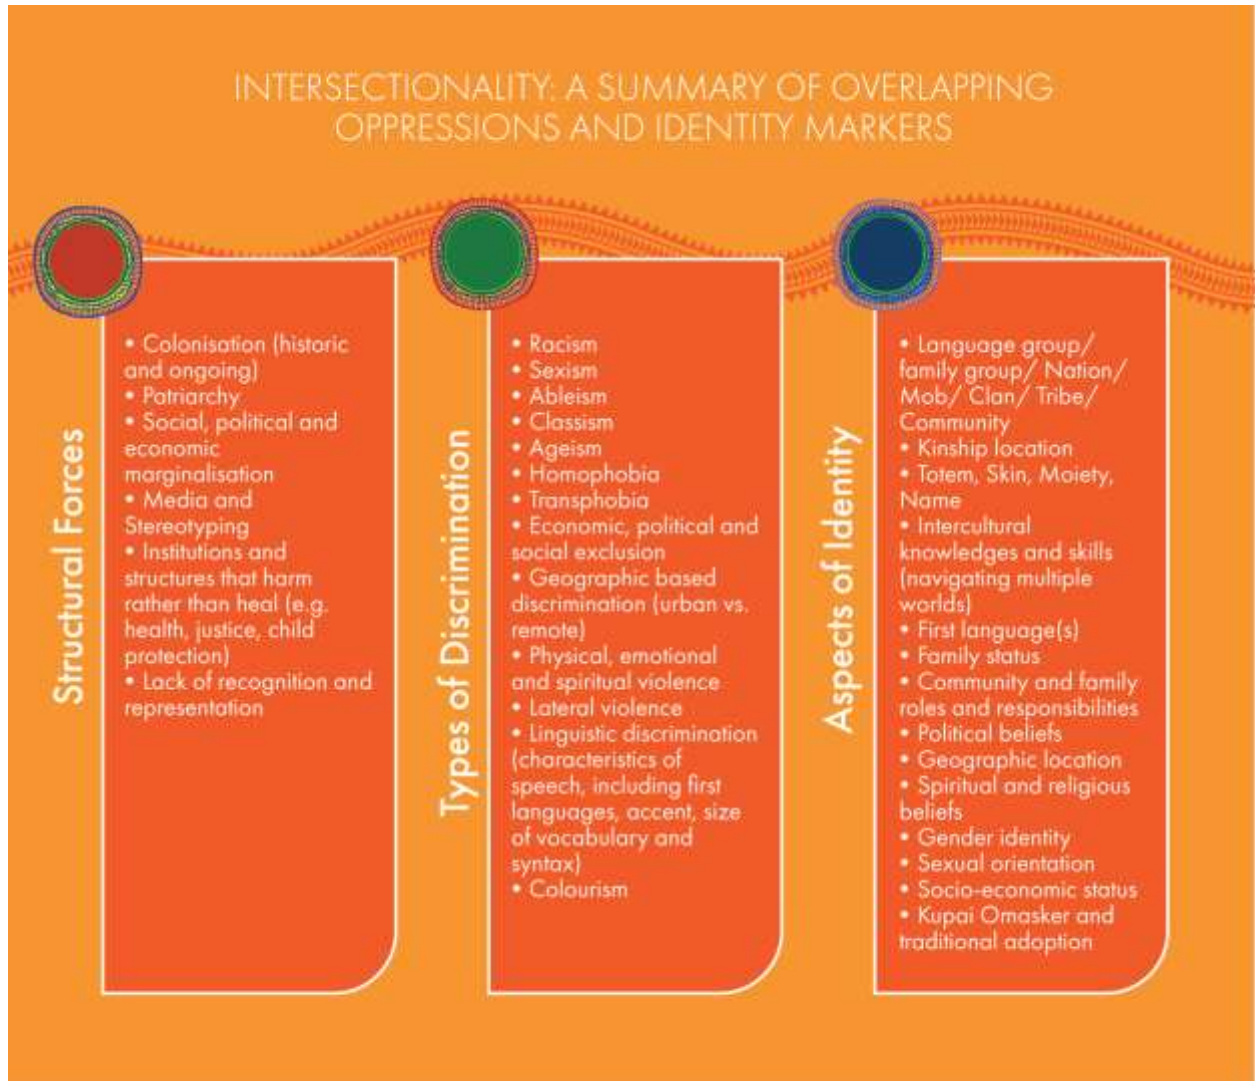 INTERSECTIONALITY: A SUMMARY OF OVERLAPPING
OPPRESSIONS AND IDENTITY MARKERS
Structural Forces
• Colonisation (historic
and ongoing)
• Patriarchy
• Social, political and
economic
marginalisation
• Media and
Stereotyping
• Institutions and
structures that harm
rather than heal (e.g.
health, justice, child
protection)
• Lack of recognition and
representation
Types of Discrimination
• Racism
• Sexism
• Ableism
• Classism
• Ageism
• Homophobia
• Transphobia
• Economic, political and
social exclusion
• Geographic based
discrimination (urban vs.
remote)
• Physical, emotional
and spiritual violence
• Lateral violence
• Linguistic discrimination
(characteristics of
speech, including first
languages, accent, size
of vocabulary and
syntax)
• Colourism
Aspects of Identity
• Language group/
family group/ Nation/
Mob/ Clan/ Tribe/
Community
• Kinship location
• Totem, Skin, Moiety,
Name
• Intercultural
knowledges and skills
(navigating multiple
worlds)
• First language(s)
• Family status
• Community and family
roles and responsibilities
• Political beliefs
• Geographic location
• Spiritual and religious
beliefs
• Gender identity
• Sexual orientation
• Socio-economic status
• Kupai Omasker and
traditional adoption